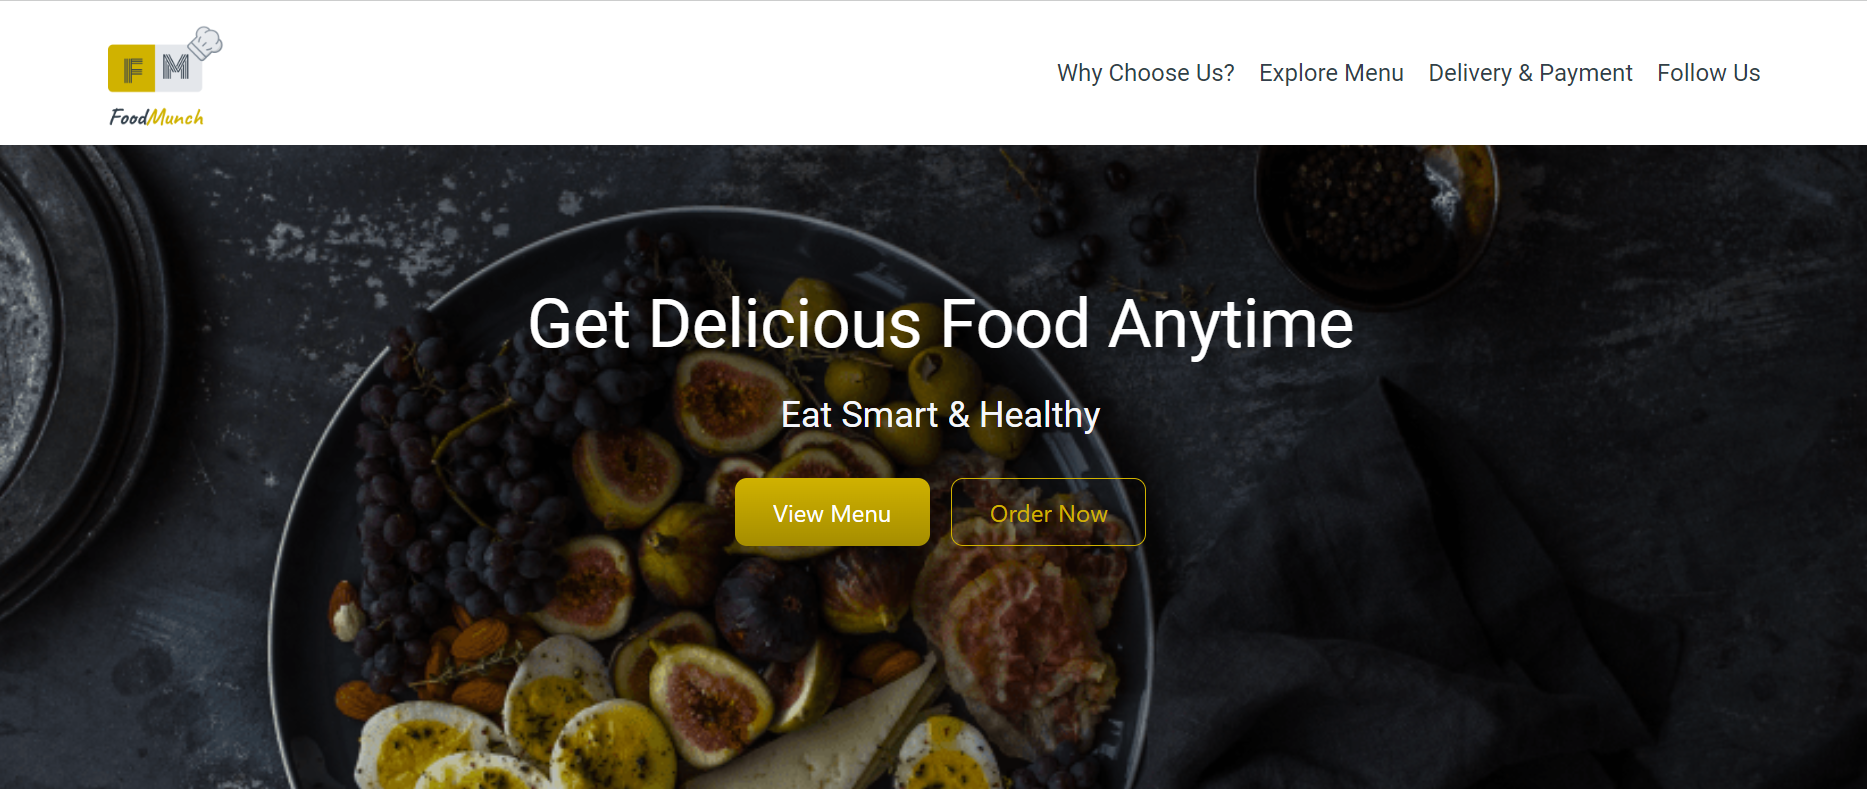 F M
FoodMunch
Why Choose Us? Explore Menu Delivery & Payment Follow Us
Get Delicious Food Anytime
Eat Smart & Healthy
View Menu Order Now